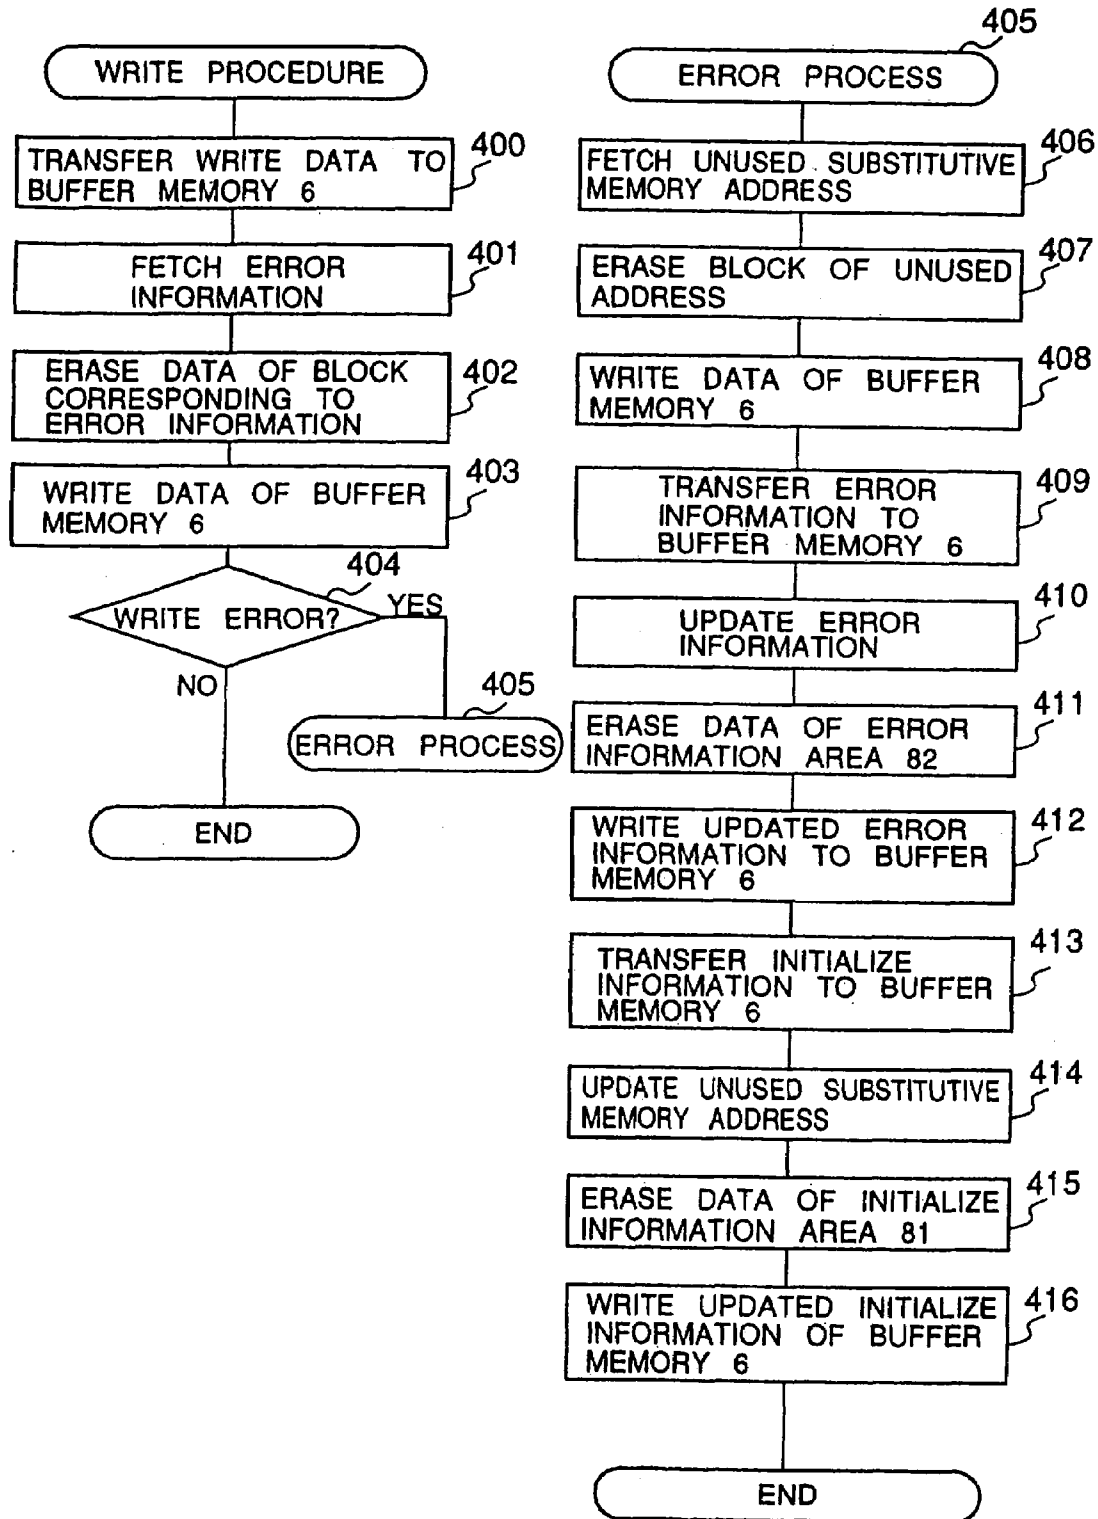 WRITE PROCEDURE
TRANSFER WRITE DATA TO
BUFFER MEMORY 6
400
FETCH ERROR
INFORMATION
401
ERASE DATA OF BLOCK
CORRESPONDING TO
ERROR INFORMATION
402
WRITE DATA OF BUFFER
MEMORY 6
403
WRITE ERROR?
404
YES
NO
405
ERROR PROCESS
END
405
ERROR PROCESS
FETCH UNUSED SUBSTITUTIVE
MEMORY ADDRESS
406
ERASE BLOCK OF UNUSED
ADDRESS
407
WRITE DATA OF BUFFER
MEMORY 6
408
TRANSFER ERROR
INFORMATION TO
BUFFER MEMORY 6
409
UPDATE ERROR
INFORMATION
410
ERASE DATA OF ERROR
INFORMATION AREA 82
411
WRITE UPDATED ERROR
INFORMATION TO BUFFER
MEMORY 6
412
TRANSFER INITIALIZE
INFORMATION TO BUFFER
MEMORY 6
413
UPDATE UNUSED SUBSTITUTIVE
MEMORY ADDRESS
414
ERASE DATA OF INITIALIZE
INFORMATION AREA 81
415
WRITE UPDATED INITIALIZE
INFORMATION OF BUFFER
MEMORY 6
416
END